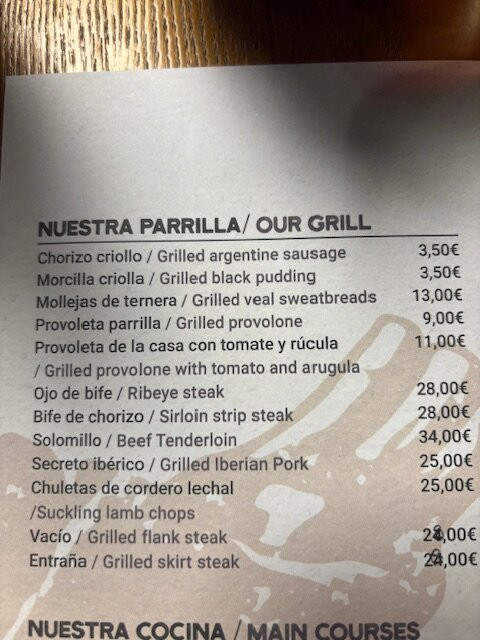 NUESTRA PARRILLA/ OUR GRILL
Chorizo criollo / Grilled argentine sausage 3,50€
Morcilla criolla / Grilled black pudding 3,50€
Mollejas de ternera / Grilled veal sweatbreads 13,00€
Provoleta parrilla / Grilled provolone 9,00€
Provoleta de la casa con tomate y rúcula 11,00€
/ Grilled provolone with tomato and arugula
Ojo de bife / Ribeye steak 28,00€
Bife de chorizo / Sirloin strip steak 28,00€
Solomillo / Beef Tenderloin 34,00€
Secreto ibérico / Grilled Iberian Pork 25,00€
Chuletas de cordero lechal 25,00€
/Suckling lamb chops
Vacío / Grilled flank steak
Entraña / Grilled skirt steak
NUESTRA COCINA / MAIN COURSES